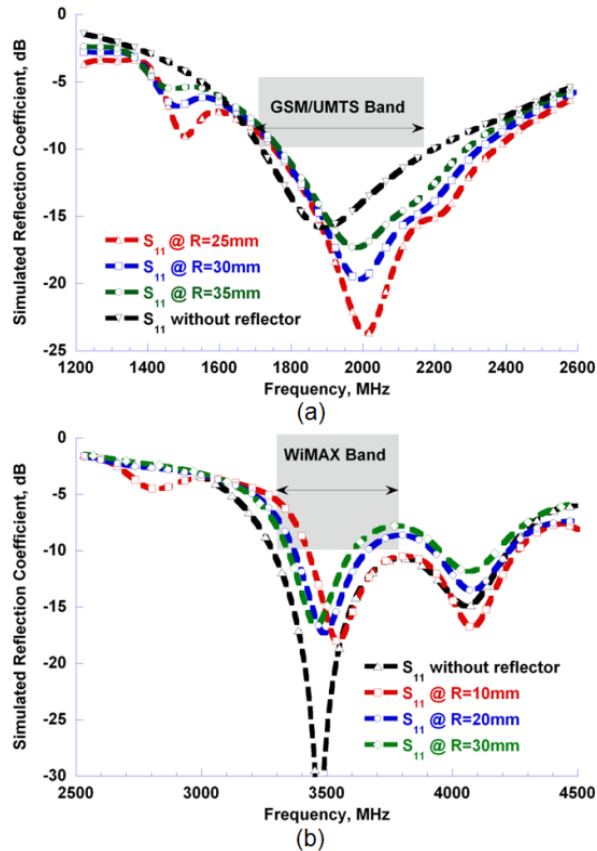 (a)
Simulated Reflection Coefficient, dB
0
-5
-10
-15
-20
-25
GSM/UMTS Band
S11 @ R=25mm
S11 @ R=30mm
S11 @ R=35mm
S11 without reflector
1200 1400 1600 1800 2000 2200 2400 2600
Frequency, MHz
(a)
Simulated Reflection Coefficient, dB
0
-5
-10
-15
-20
-25
-30
WiMAX Band
S11 without reflector
S11 @ R=10mm
S11 @ R=20mm
S11 @ R=30mm
2500 3000 3500 4000 4500
Frequency, MHz
(b)